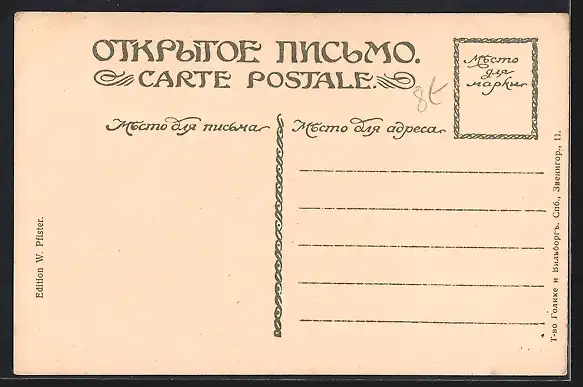 ОТКРЫТОЕ ПИСЬМО.
CARTE POSTALE.
Мѣсто
для
марки
8€
Мѣсто для письма
Мѣсто для адреса
Edition W. Pfister.
Т-во Голике и Вильборгъ. Спб., Звенигор., 11.